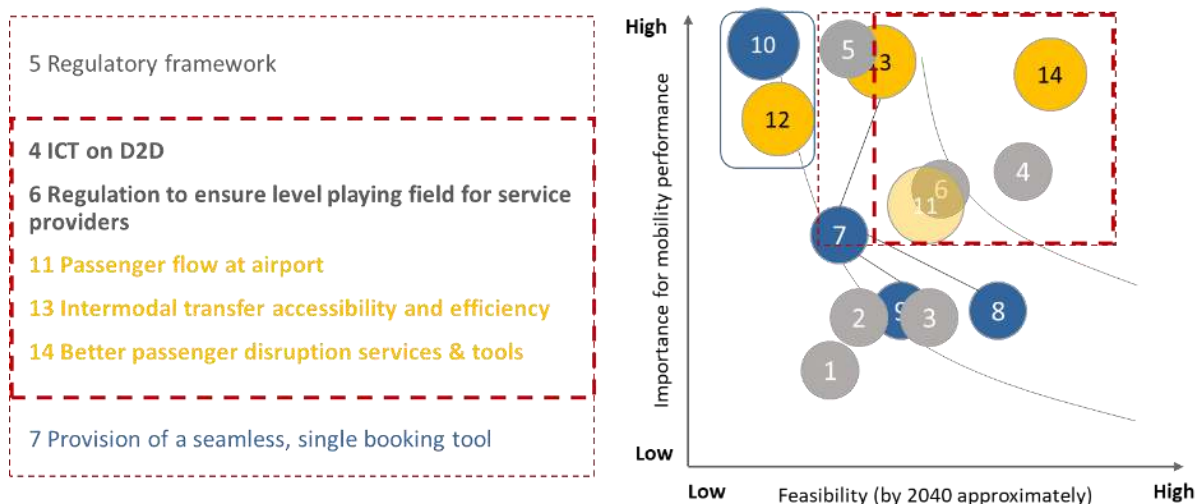 5 Regulatory framework
4 ICT on D2D
6 Regulation to ensure level playing field for service
providers
11 Passenger flow at airport
13 Intermodal transfer accessibility and efficiency
14 Better passenger disruption services & tools
7 Provision of a seamless, single booking tool
High
Importance for mobility performance
Low
10
5
13
14
12
4
6
11
7
2
9
3
8
1
Low
Feasibility (by 2040 approximately)
High